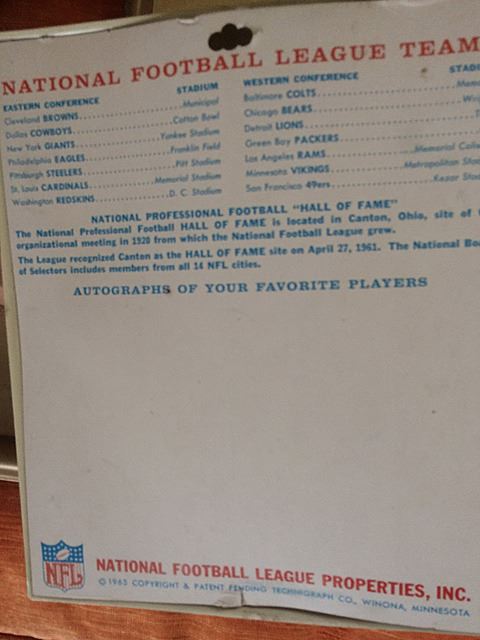 NATIONAL FOOTBALL LEAGUE TEAM
EASTERN CONFERENCE STADIUM
Cleveland BROWNS Municipal
Dallas COWBOYS Cotton Bowl
New York GIANTS Yankee Stadium
Philadelphia EAGLES Franklin Field
Pittsburgh STEELERS Pitt Stadium
St. Louis CARDINALS Memorial Stadium
Washington REDSKINS D. C. Stadium
WESTERN CONFERENCE STAD
Baltimore COLTS Memo
Chicago BEARS Wri
Detroit LIONS
Green Bay PACKERS
Los Angeles RAMS Memorial Colis
Minnesota VIKINGS Metropolitan Stad
San Francisco 49ers Kezar Stad
NATIONAL PROFESSIONAL FOOTBALL "HALL OF FAME"
The National Professional Football HALL OF FAME is located in Canton, Ohio, site of
organizational meeting in 1920 from which the National Football League grew.
The League recognized Canton as the HALL OF FAME site on April 27, 1961. The National Boa
of Selectors includes members from all 14 NFL cities.
AUTOGRAPHS OF YOUR FAVORITE PLAYERS
NFL
NATIONAL FOOTBALL LEAGUE PROPERTIES, INC.
© 1963 COPYRIGHT & PATENT PENDING TECHNIGRAPH CO., WINONA, MINNESOTA